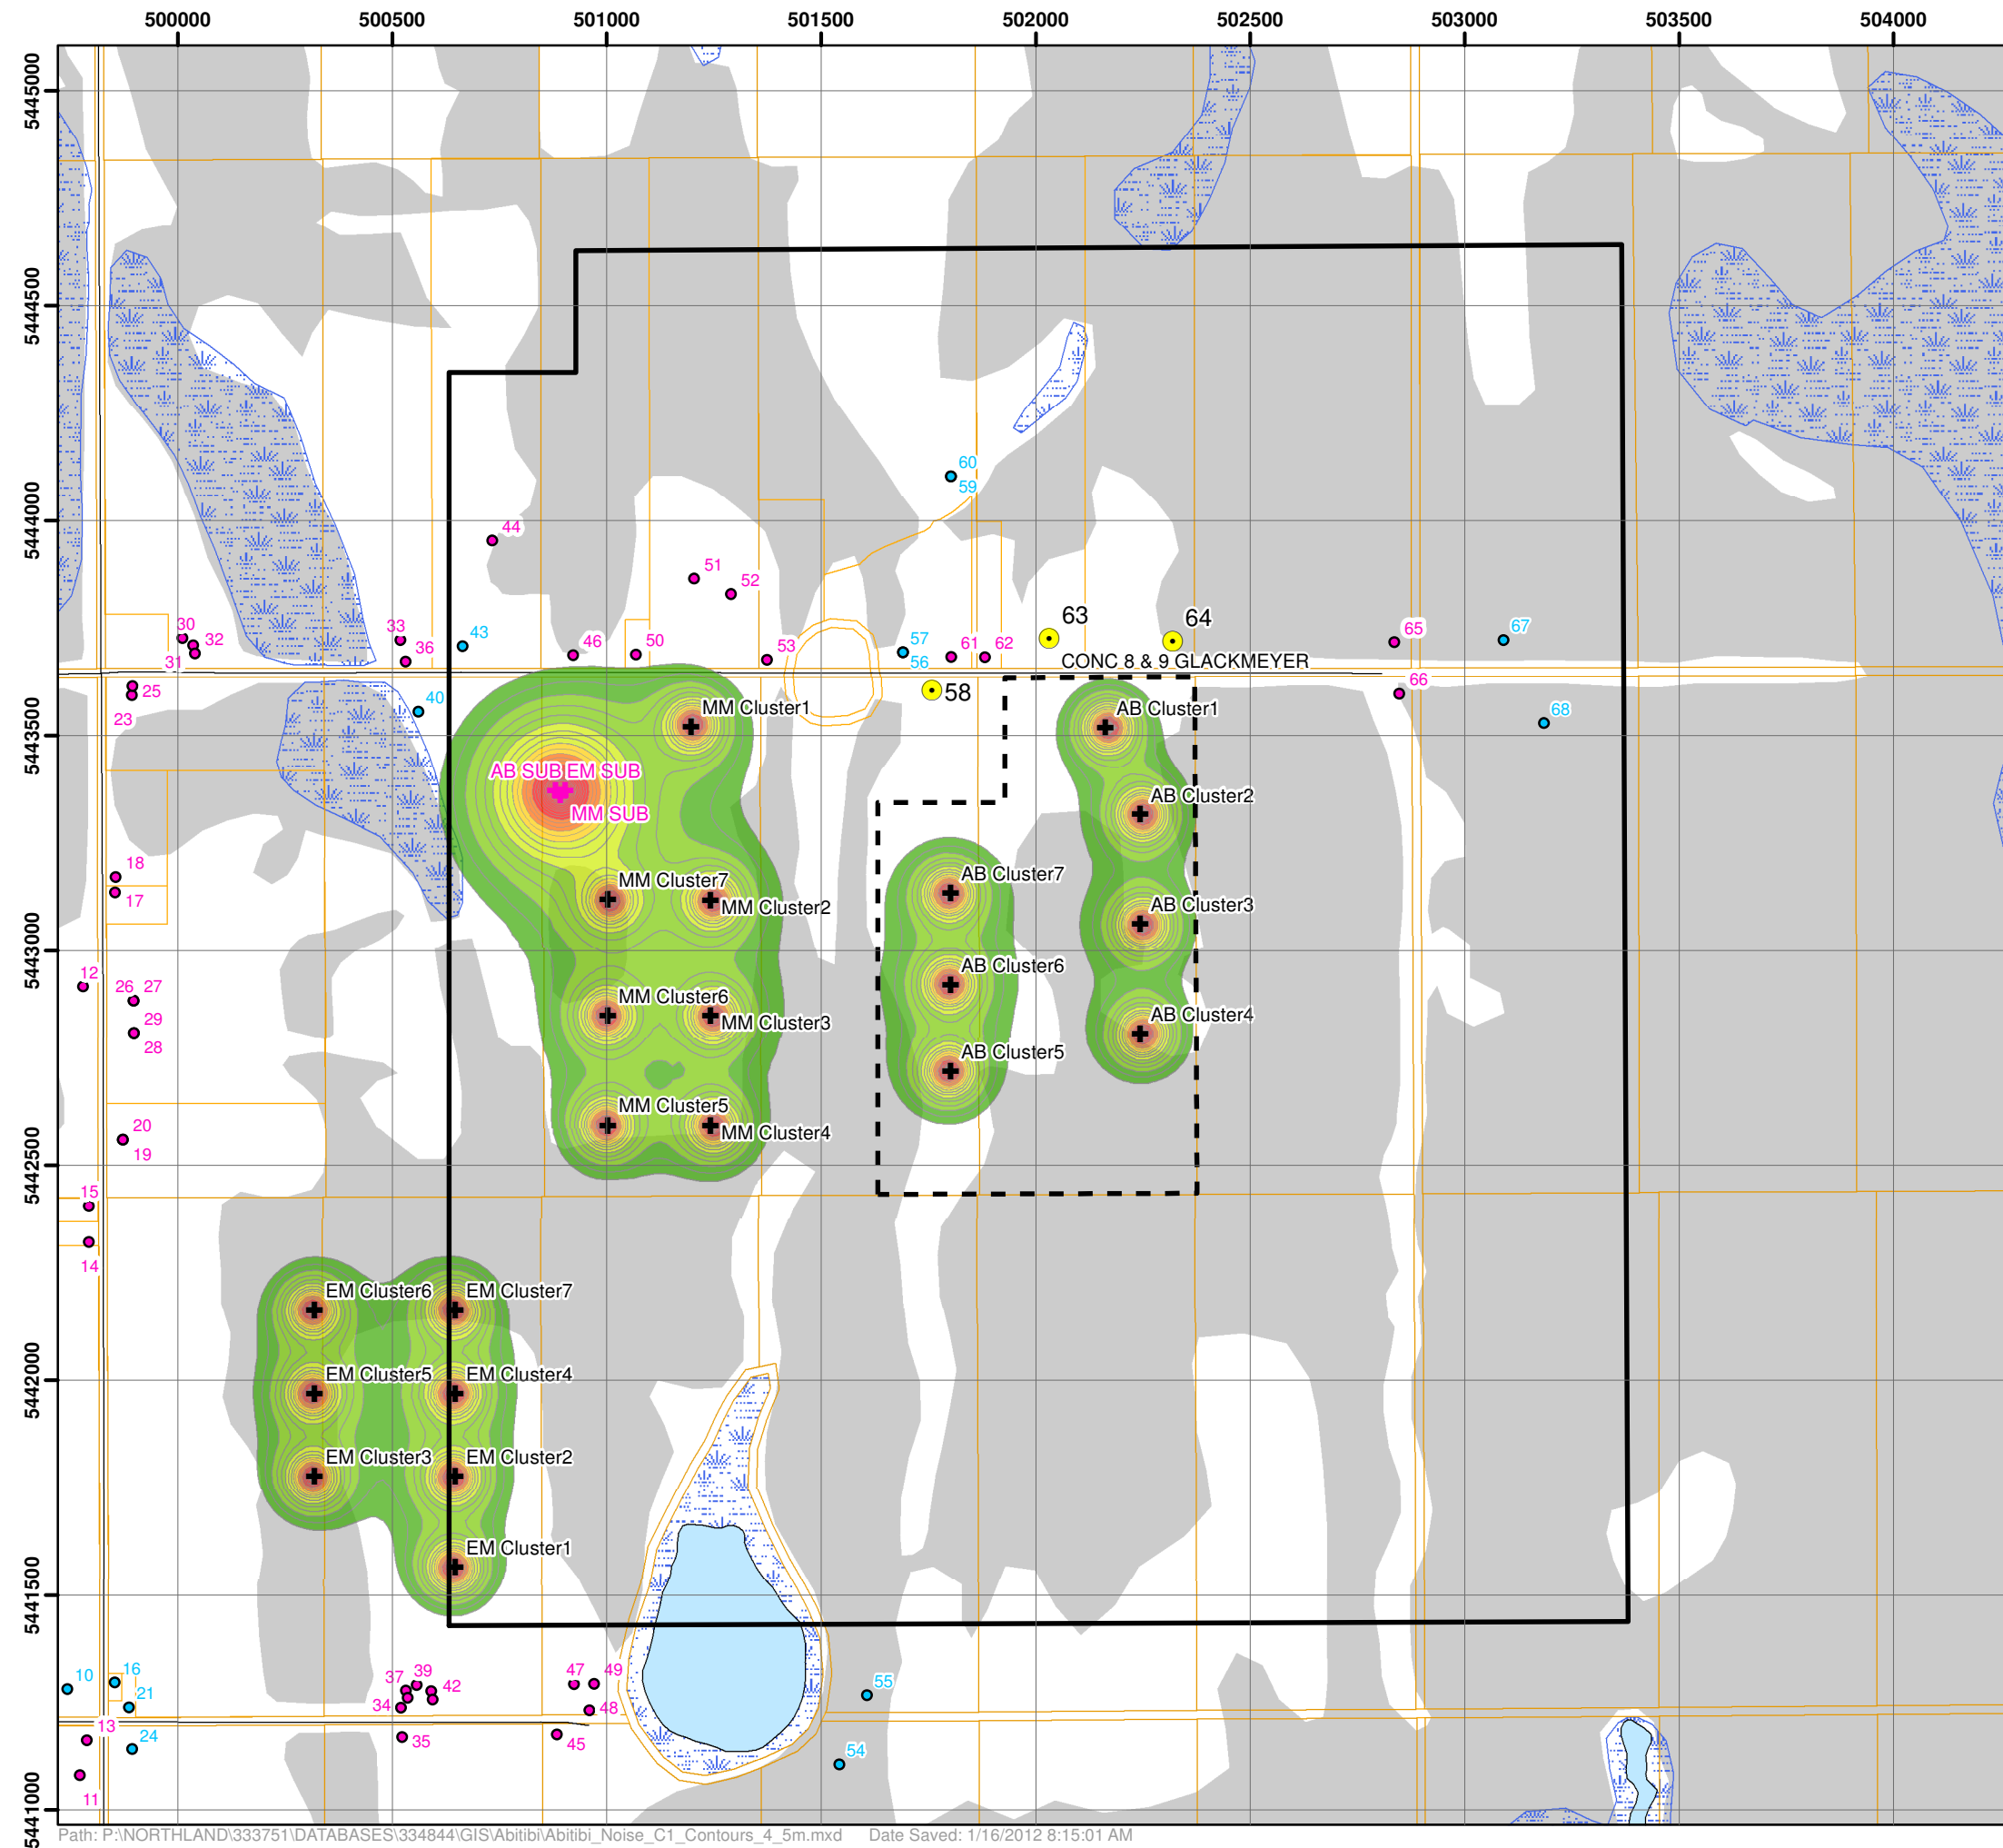 500000 500500 501000 501500 502000 502500 503000 503500 504000
5445000
5444500
5444000
5443500
5443000
5442500
5442000
5441500
5441000
60
59
44
51
52
63
64
30
32
31
33
36
43
46
50
53
57
56
61
62
65
67
CONC 8 & 9 GLACKMEYER
25
23
40
58
66
68
MM Cluster1
AB Cluster1
AB SUB EM SUB
MM SUB
AB Cluster2
18
17
MM Cluster7
MM Cluster2
AB Cluster7
AB Cluster3
12
26
27
29
28
MM Cluster6
MM Cluster3
AB Cluster6
AB Cluster4
AB Cluster5
20
19
MM Cluster5
MM Cluster4
15
14
EM Cluster6
EM Cluster7
EM Cluster5
EM Cluster4
EM Cluster3
EM Cluster2
EM Cluster1
10
16
21
13
24
11
37
39
42
34
35
47
49
48
45
55
54
Path: P:\NORTHLAND\333751\DATABASES\334844\GIS\Abitibi\Abitibi_Noise_C1_Contours_4_5m.mxd Date Saved: 1/16/2012 8:15:01 AM